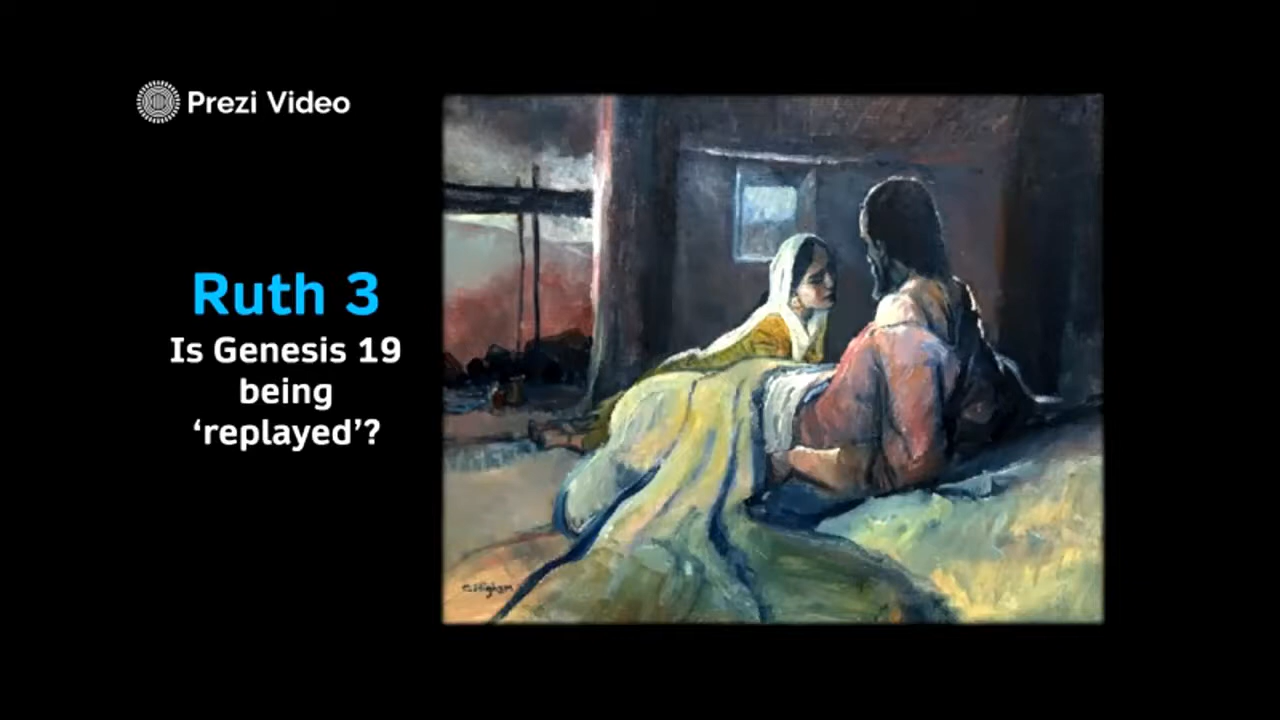 Prezi Video
Ruth 3
Is Genesis 19
being
‘replayed’?